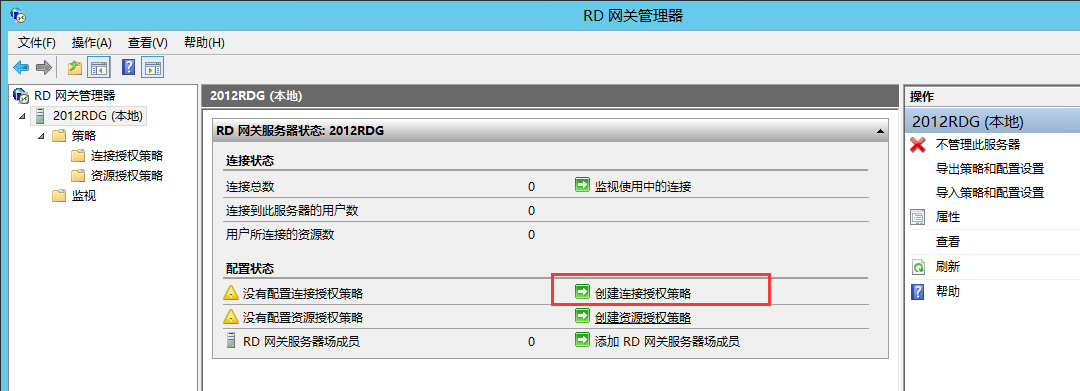 RD 网关管理器
文件(F) 操作(A) 查看(V) 帮助(H)
RD 网关管理器
2012RDG (本地)
策略
连接授权策略
资源授权策略
监视
2012RDG (本地)
RD 网关服务器状态: 2012RDG
连接状态
连接总数 0 监视使用中的连接
连接到此服务器的用户数 0
用户所连接的资源数 0
配置状态
没有配置连接授权策略 创建连接授权策略
没有配置资源授权策略 创建资源授权策略
RD 网关服务器场成员 0 添加 RD 网关服务器场成员
操作
2012RDG (本地)
不管理此服务器
导出策略和配置设置
导入策略和配置设置
属性
查看
刷新
帮助